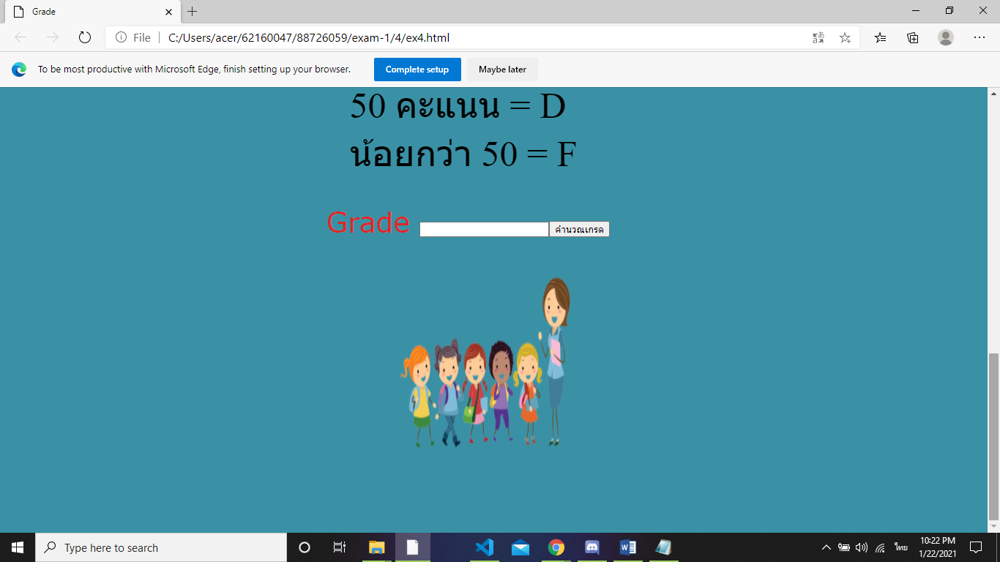 Grade
File
C:/Users/acer/62160047/88726059/exam-1/4/ex4.html
To be most productive with Microsoft Edge, finish setting up your browser.
Complete setup
Maybe later
50 คะแนน = D
น้อยกว่า 50 = F
Grade
คำนวณเกรด
Type here to search
ไทย
10:22 PM
1/22/2021